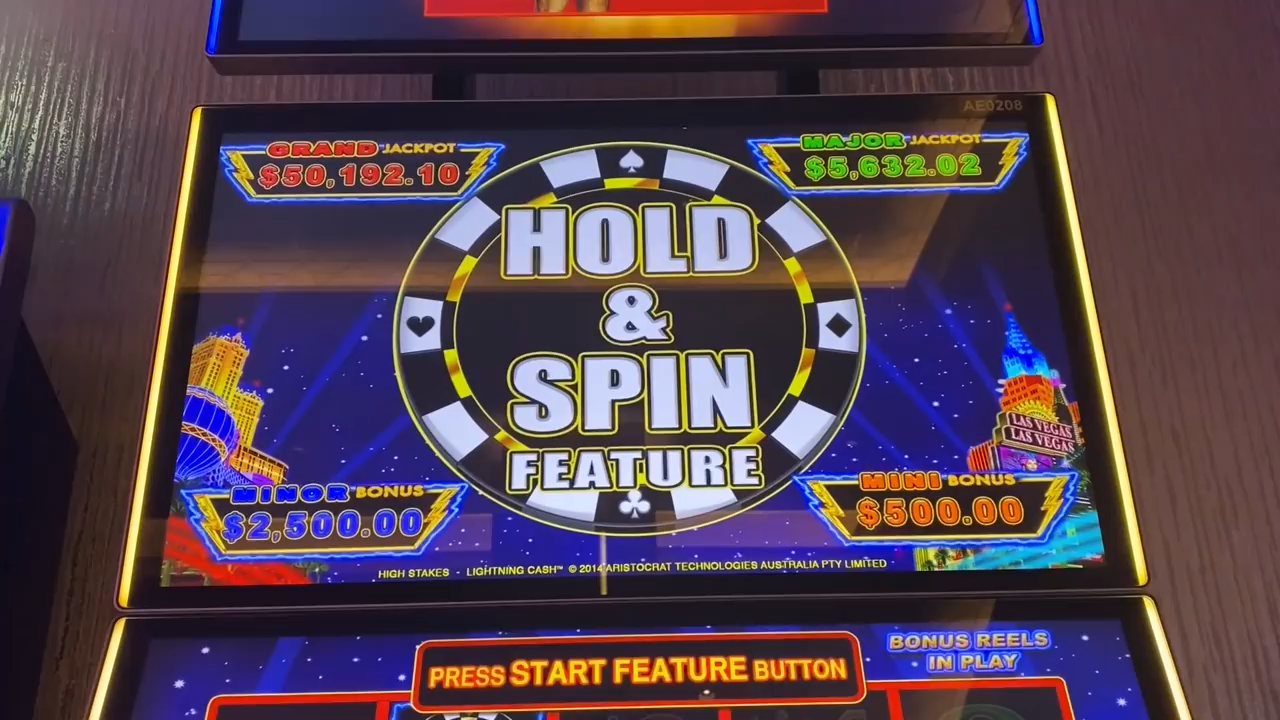 AE0208
GRAND JACKPOT
$50,192.10
MAJOR JACKPOT
$5,632.02
HOLD
&
SPIN
FEATURE
LAS VEGAS
LAS VEGAS
MINOR BONUS
$2,500.00
MINI BONUS
$500.00
HIGH STAKES - LIGHTNING CASH™ © 2014 ARISTOCRAT TECHNOLOGIES AUSTRALIA PTY LIMITED
PRESS START FEATURE BUTTON
BONUS REELS
IN PLAY